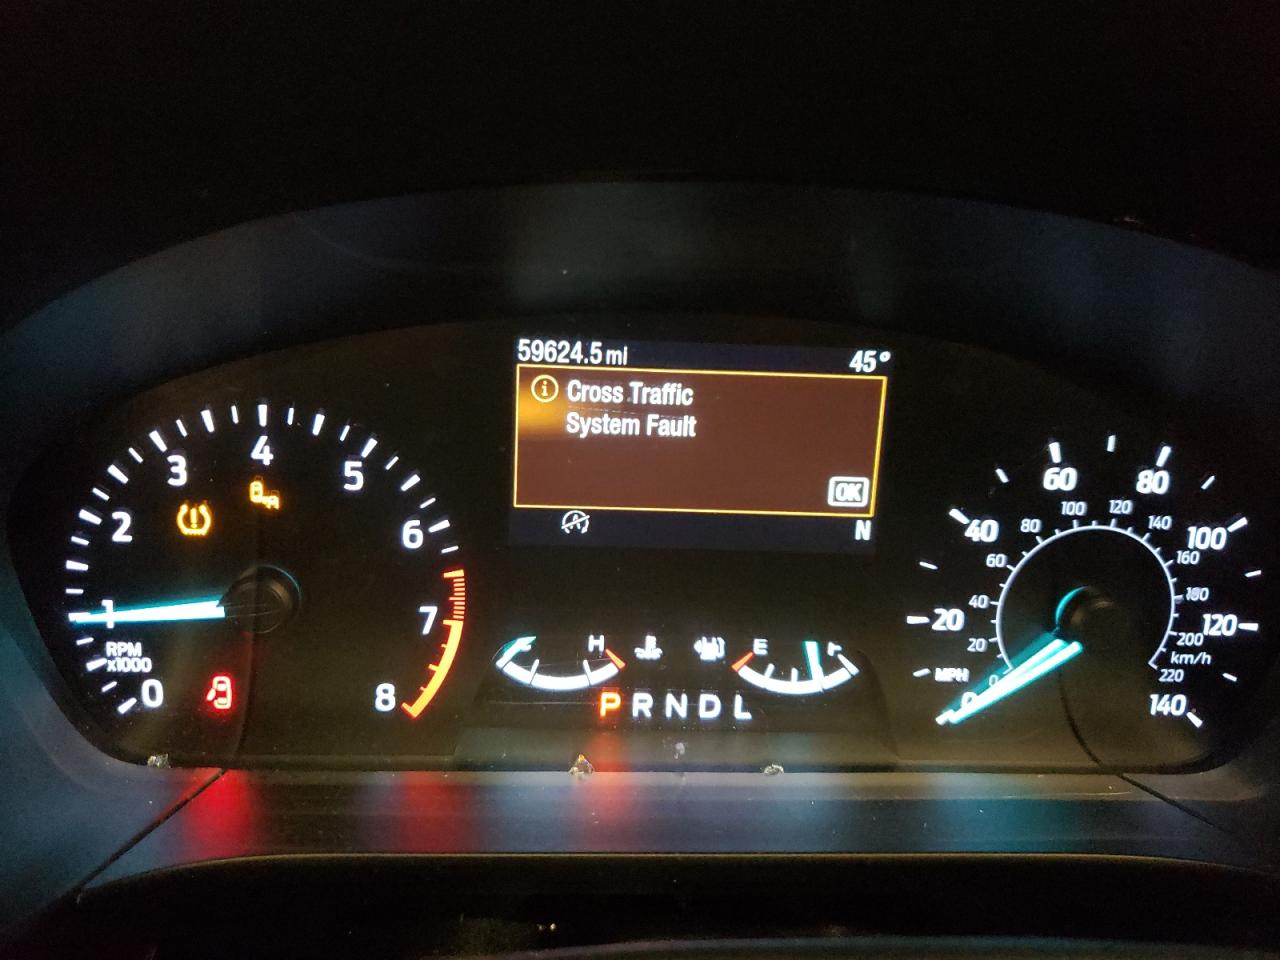 59624.5 mi 45°
i Cross Traffic
System Fault
OK
A N
0 1 2 3 4 5 6 7 8
RPM
x1000
H E
P R N D L
0 20 40 60 80 100 120 140
MPH
0 20 40 60 80 100 120 140 160 180 200 220
km/h